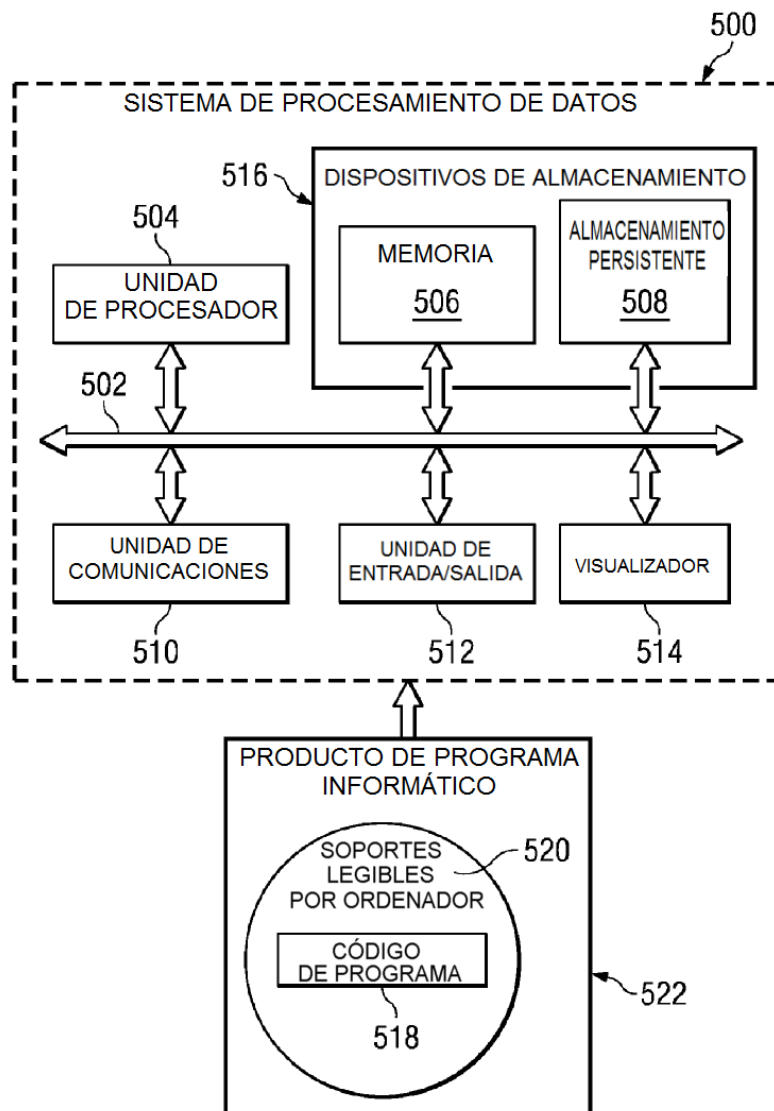 500
SISTEMA DE PROCESAMIENTO DE DATOS
516
DISPOSITIVOS DE ALMACENAMIENTO
504
UNIDAD
DE PROCESADOR
MEMORIA
506
ALMACENAMIENTO
PERSISTENTE
508
502
UNIDAD DE
COMUNICACIONES
UNIDAD DE
ENTRADA/SALIDA
VISUALIZADOR
510
512
514
PRODUCTO DE PROGRAMA
INFORMÁTICO
SOPORTES
LEGIBLES
POR ORDENADOR
520
CÓDIGO
DE PROGRAMA
518
522